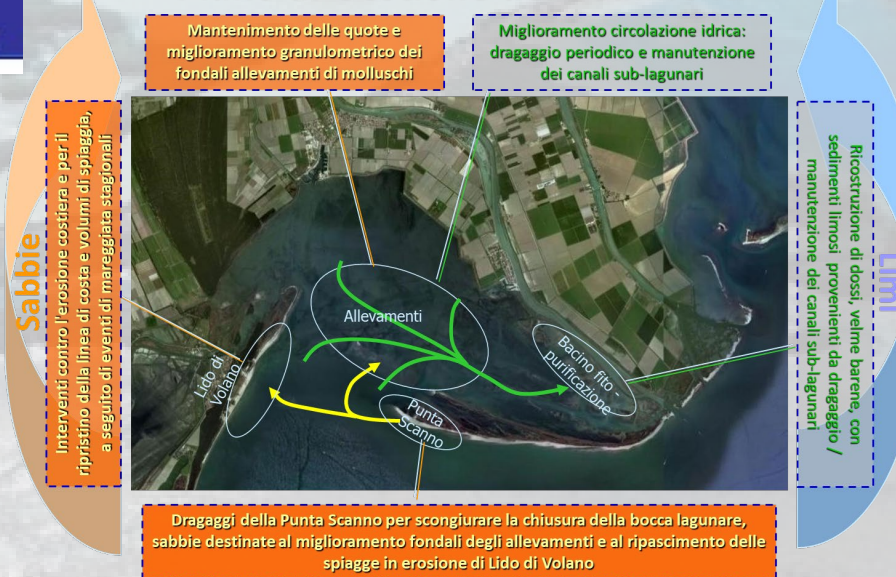 Mantenimento delle quote e
miglioramento granulometrico dei
fondali allevamenti di molluschi
Miglioramento circolazione idrica:
dragaggio periodico e manutenzione
dei canali sub-lagunari
Sabbie
Interventi contro l'erosione costiera e per il
ripristino della linea di costa e volumi di spiaggia,
a seguito di eventi di mareggiata stagionali
Allevamenti
Lido di
Volano
Punta
Scanno
Bacino fito -
purificazione
Ricostruzione di dossi, velme barene, con
sedimenti limosi provenienti da dragaggio /
manutenzione dei canali sub-lagunari
Limi
Dragaggi della Punta Scanno per scongiurare la chiusura della bocca lagunare,
sabbie destinate al miglioramento fondali degli allevamenti e al ripascimento delle
spiagge in erosione di Lido di Volano